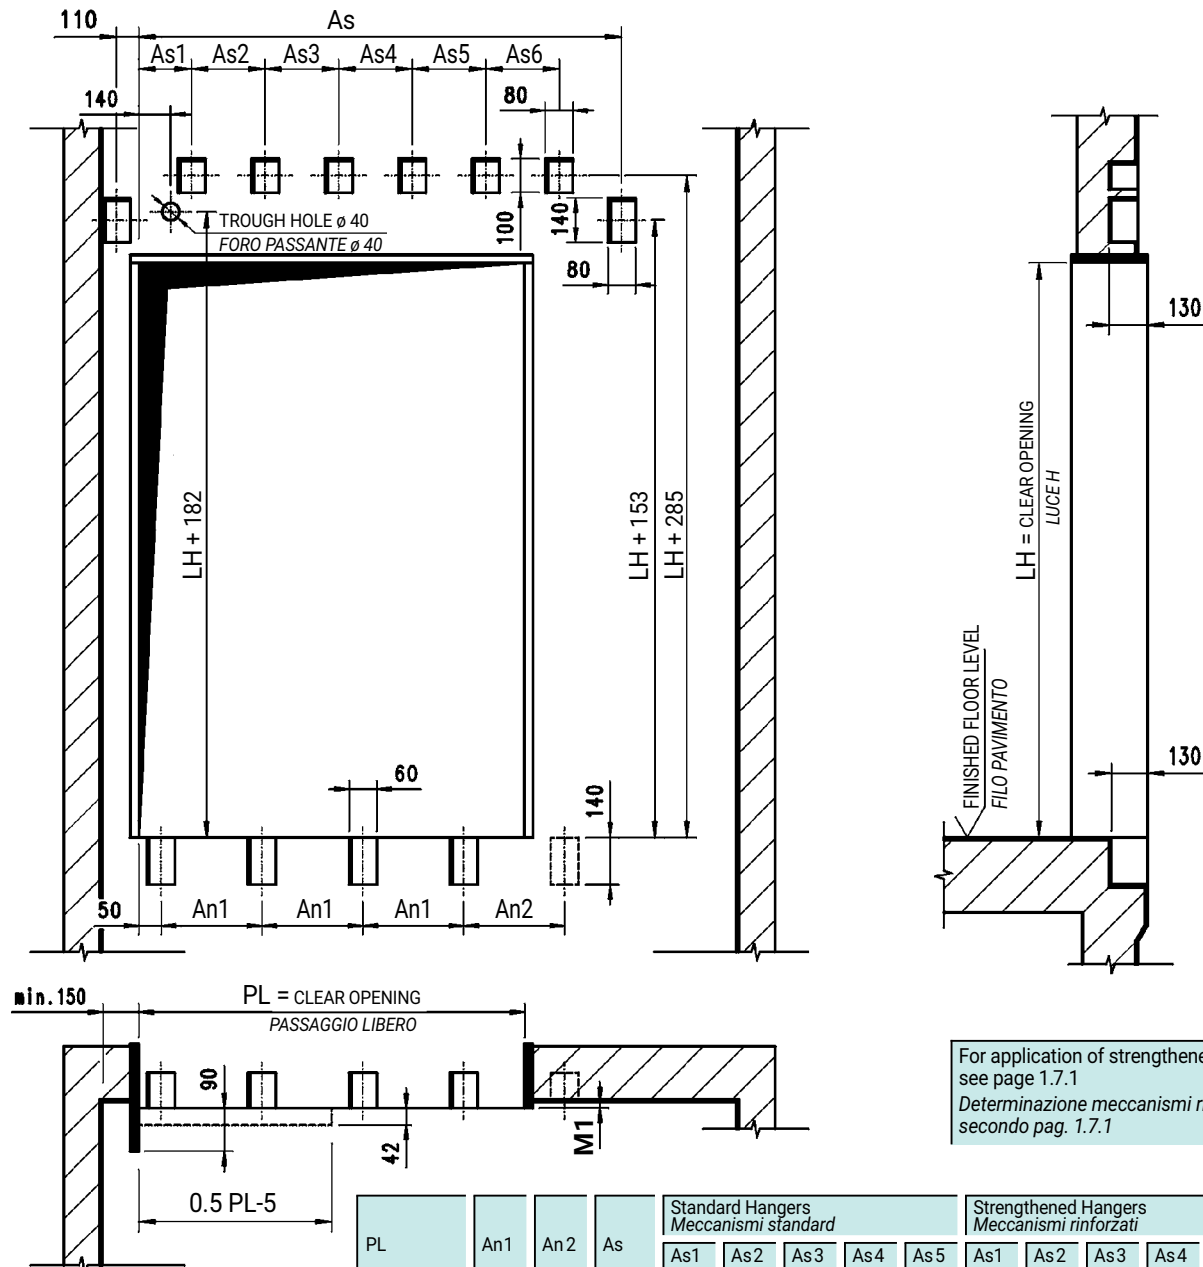 110
As
As1 As2 As3 As4 As5 As6
140
80
TROUGH HOLE ø 40
FORO PASSANTE ø 40
100
140
80
130
LH + 182
LH + 153
LH + 285
LH = CLEAR OPENING
LUCE H
FINISHED FLOOR LEVEL
FILO PAVIMENTO
60
140
130
50
An1 An1 An1 An2
min.150
PL = CLEAR OPENING
PASSAGGIO LIBERO
90
42
M1
0.5 PL-5
For application of strengthene
see page 1.7.1
Determinazione meccanismi
secondo pag. 1.7.1
PL An1 An2 As
Standard Hangers
Meccanismi standard
As1 As2 As3 As4 As5
Strengthened Hangers
Meccanismi rinforzati
As1 As2 As3 As4